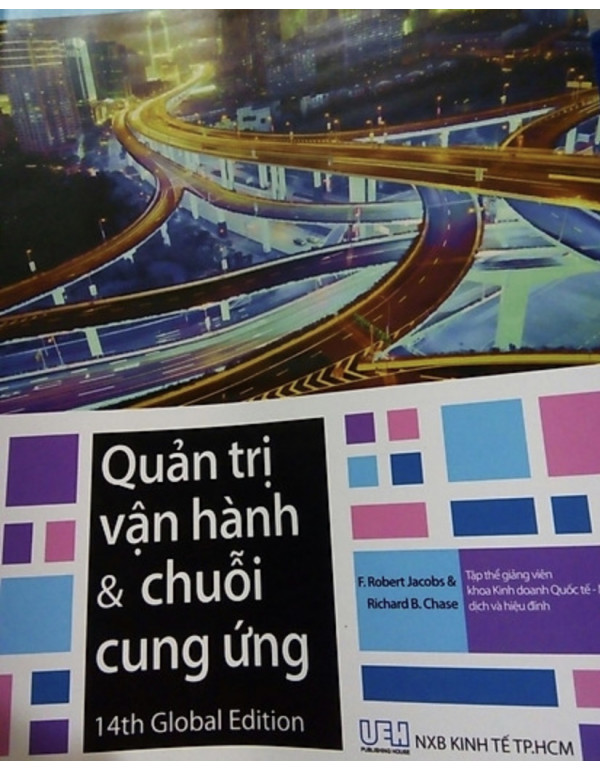 Quản trị
vận hành
& chuỗi
cung ứng
14th Global Edition
F. Robert Jacobs &
Richard B. Chase
Tập thể giảng viên
khoa Kinh doanh Quốc tế -
dịch và hiệu đính
UEH
PUBLISHING HOUSE
NXB KINH TẾ TP.HCM